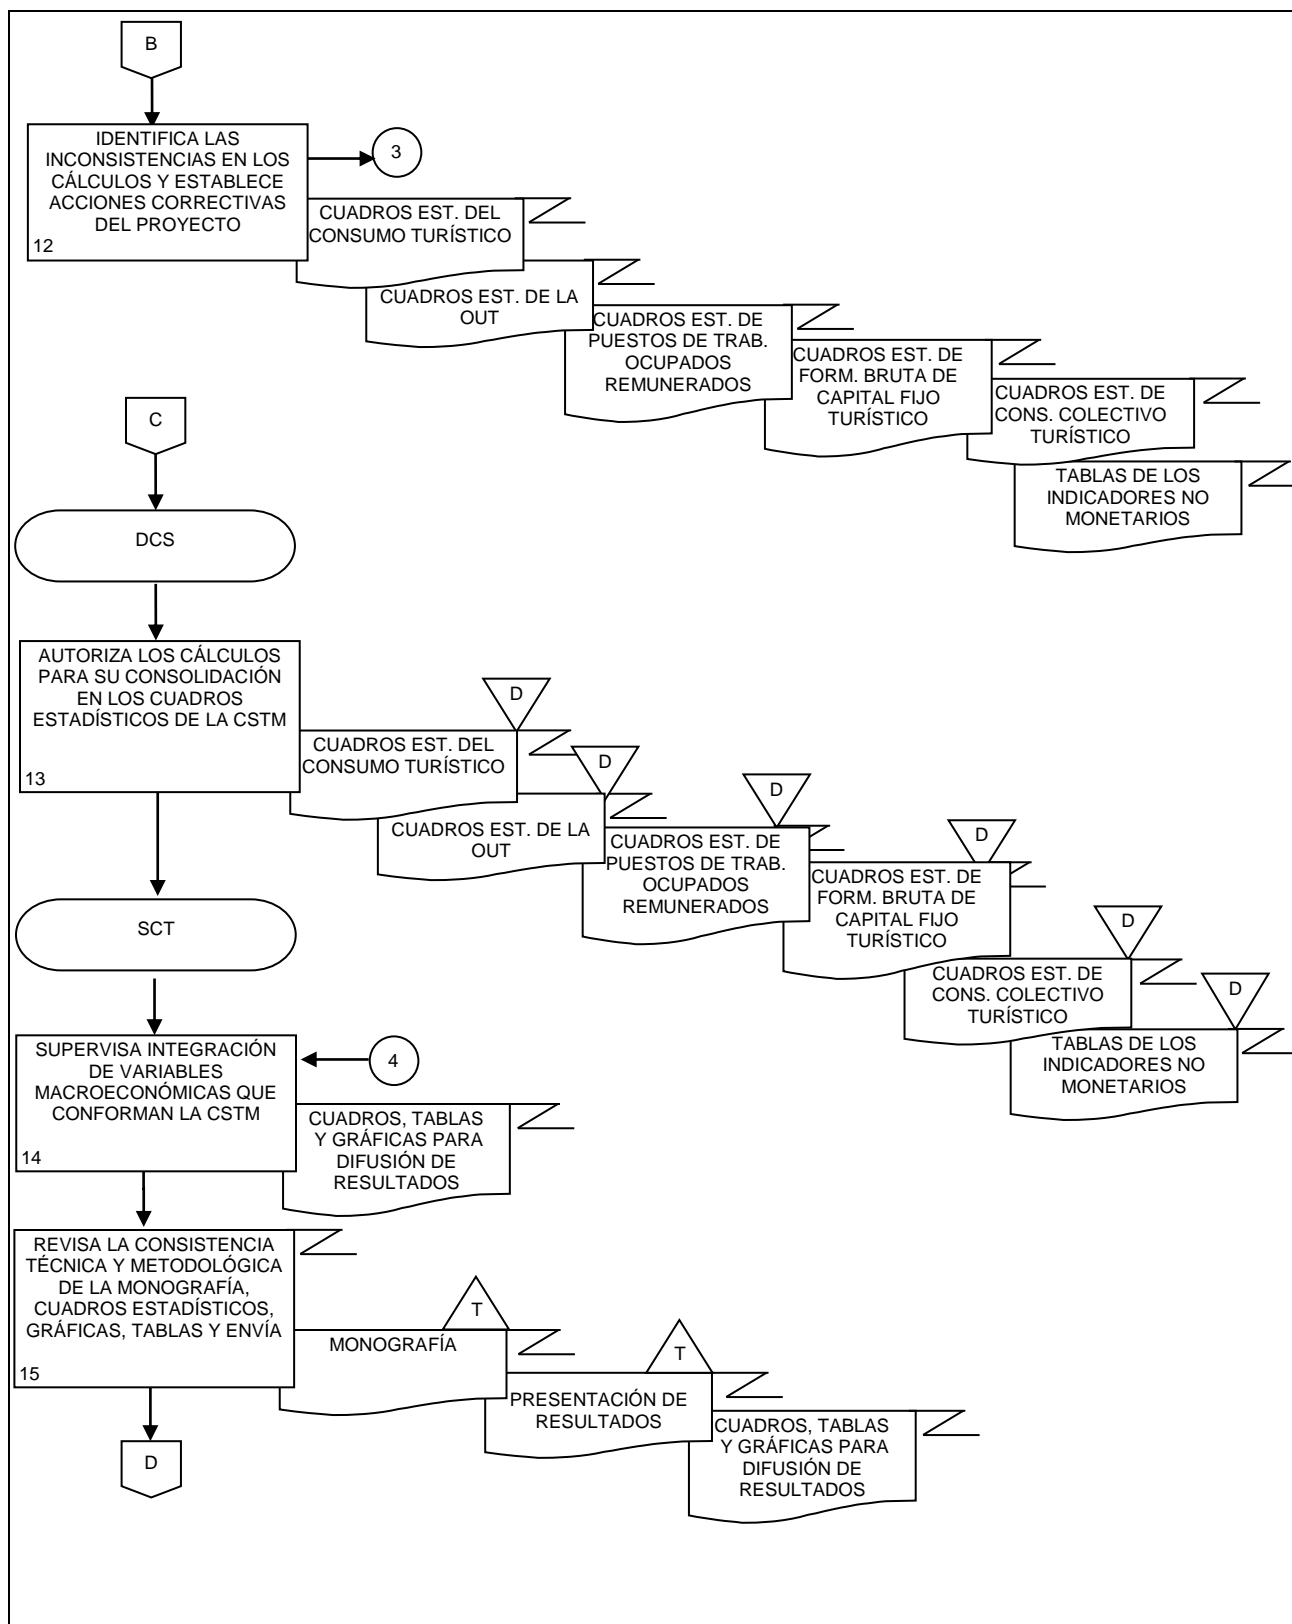 B
IDENTIFICA LAS
INCONSISTENCIAS EN LOS
CÁLCULOS Y ESTABLECE
ACCIONES CORRECTIVAS
DEL PROYECTO
12
3
CUADROS EST. DEL
CONSUMO TURÍSTICO
CUADROS EST. DE LA
OUT
CUADROS EST. DE
PUESTOS DE TRAB.
OCUPADOS
REMUNERADOS
CUADROS EST. DE
FORM. BRUTA DE
CAPITAL FIJO
TURÍSTICO
CUADROS EST. DE
CONS. COLECTIVO
TURÍSTICO
TABLAS DE LOS
INDICADORES NO
MONETARIOS
C
DCS
AUTORIZA LOS CÁLCULOS
PARA SU CONSOLIDACIÓN
EN LOS CUADROS
ESTADÍSTICOS DE LA CSTM
13
D
CUADROS EST. DEL
CONSUMO TURÍSTICO
D
CUADROS EST. DE LA
OUT
D
CUADROS EST. DE
PUESTOS DE TRAB.
OCUPADOS
REMUNERADOS
D
CUADROS EST. DE
FORM. BRUTA DE
CAPITAL FIJO
TURÍSTICO
D
CUADROS EST. DE
CONS. COLECTIVO
TURÍSTICO
D
TABLAS DE LOS
INDICADORES NO
MONETARIOS
SCT
SUPERVISA INTEGRACIÓN
DE VARIABLES
MACROECONÓMICAS QUE
CONFORMAN LA CSTM
14
4
CUADROS, TABLAS
Y GRÁFICAS PARA
DIFUSIÓN DE
RESULTADOS
REVISA LA CONSISTENCIA
TÉCNICA Y METODOLÓGICA
DE LA MONOGRAFÍA,
CUADROS ESTADÍSTICOS,
GRÁFICAS, TABLAS Y ENVÍA
15
T
MONOGRAFÍA
T
PRESENTACIÓN DE
RESULTADOS
CUADROS, TABLAS
Y GRÁFICAS PARA
DIFUSIÓN DE
RESULTADOS
D